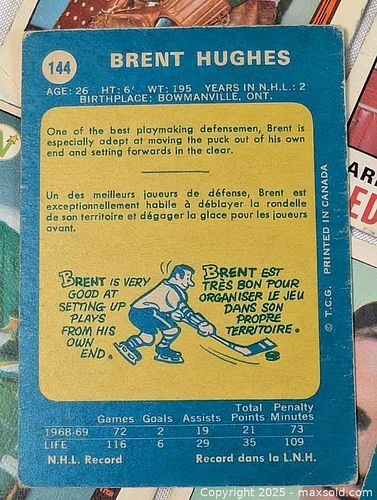 144
BRENT HUGHES
AGE: 26 HT: 6' WT: 195 YEARS IN N.H.L.: 2
BIRTHPLACE: BOWMANVILLE, ONT.
One of the best playmaking defensemen, Brent is
especially adept at moving the puck out of his own
end and setting forwards in the clear.
Un des meilleurs joueurs de défense, Brent est
exceptionnellement habile à déblayer la rondelle
de son territoire et dégager la glace pour les joueurs
avant.
BRENT IS VERY
GOOD AT
SETTING UP
PLAYS
FROM HIS
OWN
END.
BRENT EST
TRÈS BON POUR
ORGANISER LE JEU
DANS SON
PROPRE
TERRITOIRE.
© T.C.G. PRINTED IN CANADA
Games Goals Assists Total Points Penalty Minutes
1968-69 72 2 19 21 73
LIFE 116 6 29 35 109
N.H.L. Record Record dans la L.N.H.
AR
ED
Copyright 2025 - maxsold.com